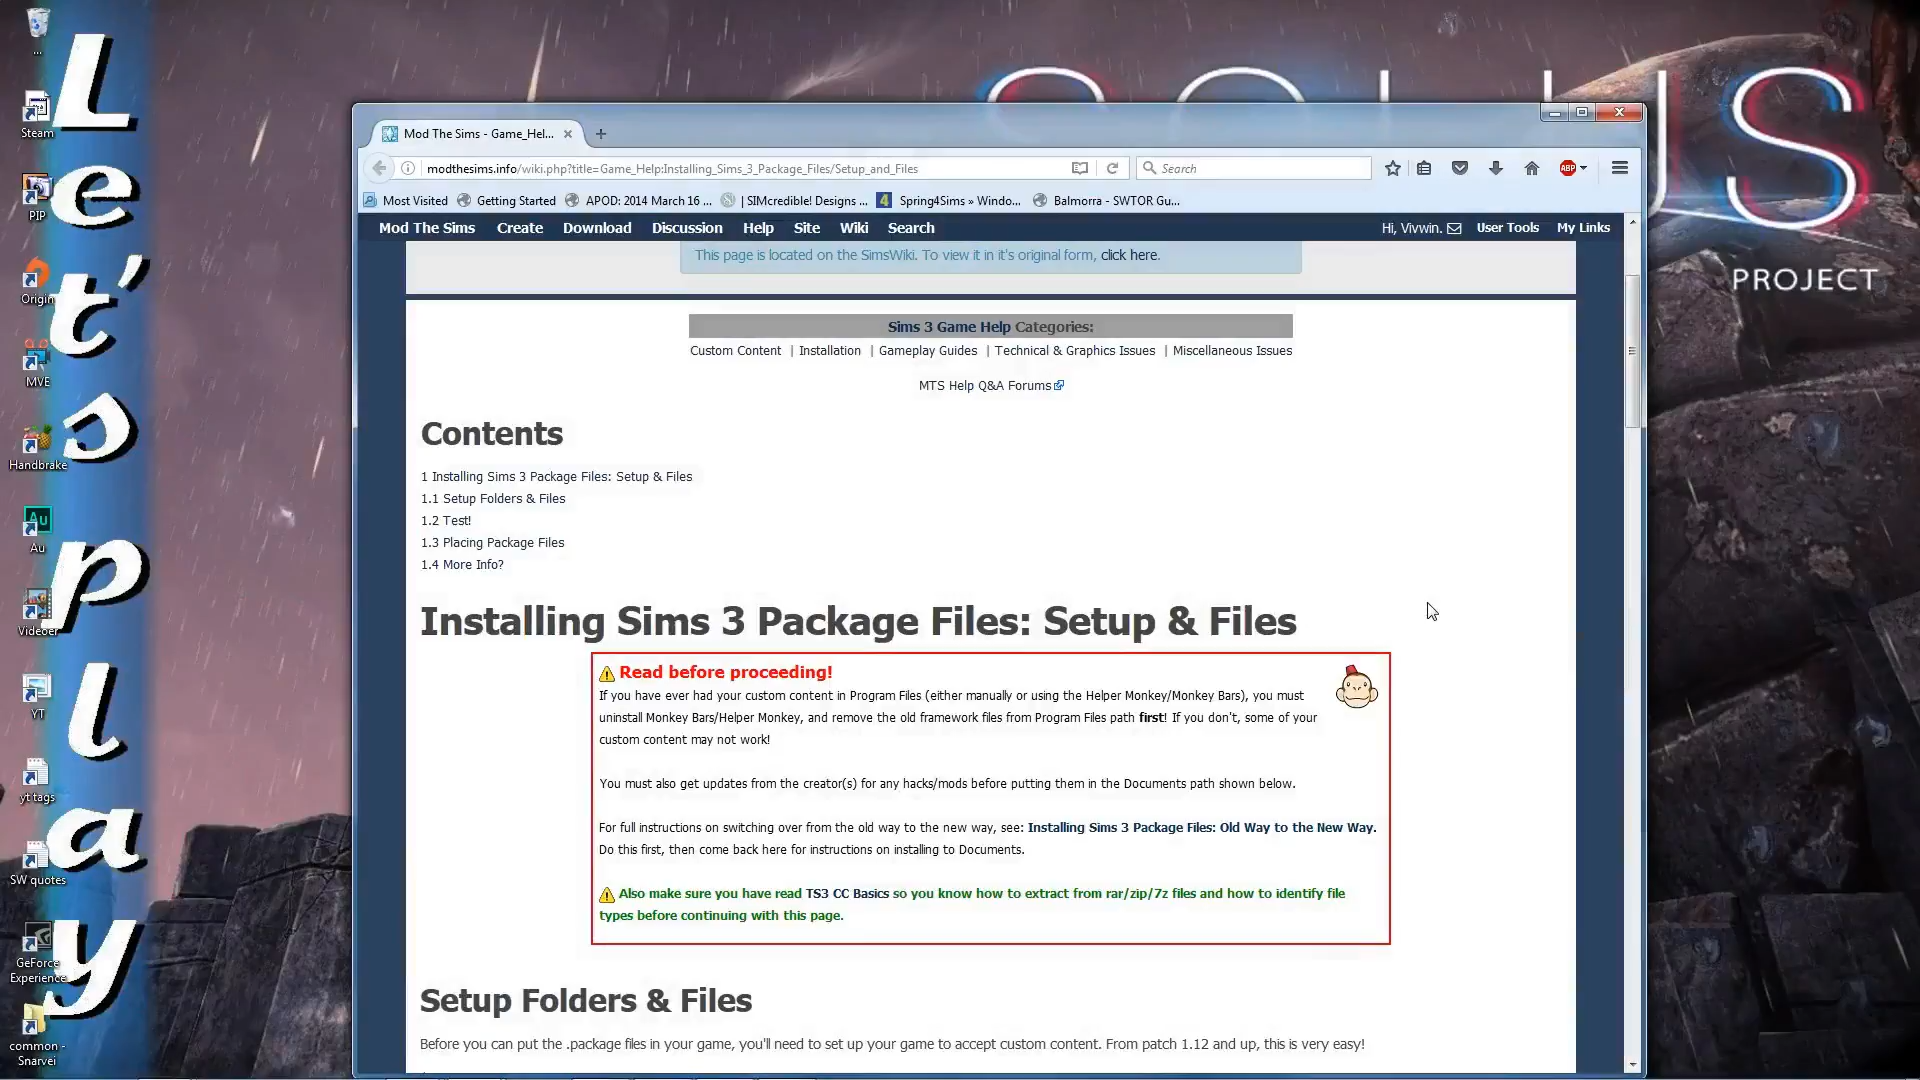 Let's play
...
Steam
PIP
Origin
MVE
Handbrake
Au
Videoer
YT
yt tags
SW quotes
GeForce
Experience
common -
Snarvei
SOLUS
PROJECT
Mod The Sims - Game_Hel...
modthesims.info/wiki.php?title=Game_Help:Installing_Sims_3_Package_Files/Setup_and_Files
Search
ABP
Most Visited Getting Started APOD: 2014 March 16 ... | SIMcredible! Designs ... Spring4Sims » Windo... Balmorra - SWTOR Gu...
Mod The Sims Create Download Discussion Help Site Wiki Search Hi, Vivwin. User Tools My Links
This page is located on the SimsWiki. To view it in it's original form, click here.
Sims 3 Game Help Categories:
Custom Content | Installation | Gameplay Guides | Technical & Graphics Issues | Miscellaneous Issues
MTS Help Q&A Forums
Contents
1 Installing Sims 3 Package Files: Setup & Files
1.1 Setup Folders & Files
1.2 Test!
1.3 Placing Package Files
1.4 More Info?
Installing Sims 3 Package Files: Setup & Files
Read before proceeding!
If you have ever had your custom content in Program Files (either manually or using the Helper Monkey/Monkey Bars), you must
uninstall Monkey Bars/Helper Monkey, and remove the old framework files from Program Files path first! If you don't, some of your
custom content may not work!
You must also get updates from the creator(s) for any hacks/mods before putting them in the Documents path shown below.
For full instructions on switching over from the old way to the new way, see: Installing Sims 3 Package Files: Old Way to the New Way.
Do this first, then come back here for instructions on installing to Documents.
Also make sure you have read TS3 CC Basics so you know how to extract from rar/zip/7z files and how to identify file
types before continuing with this page.
Setup Folders & Files
Before you can put the .package files in your game, you'll need to set up your game to accept custom content. From patch 1.12 and up, this is very easy!